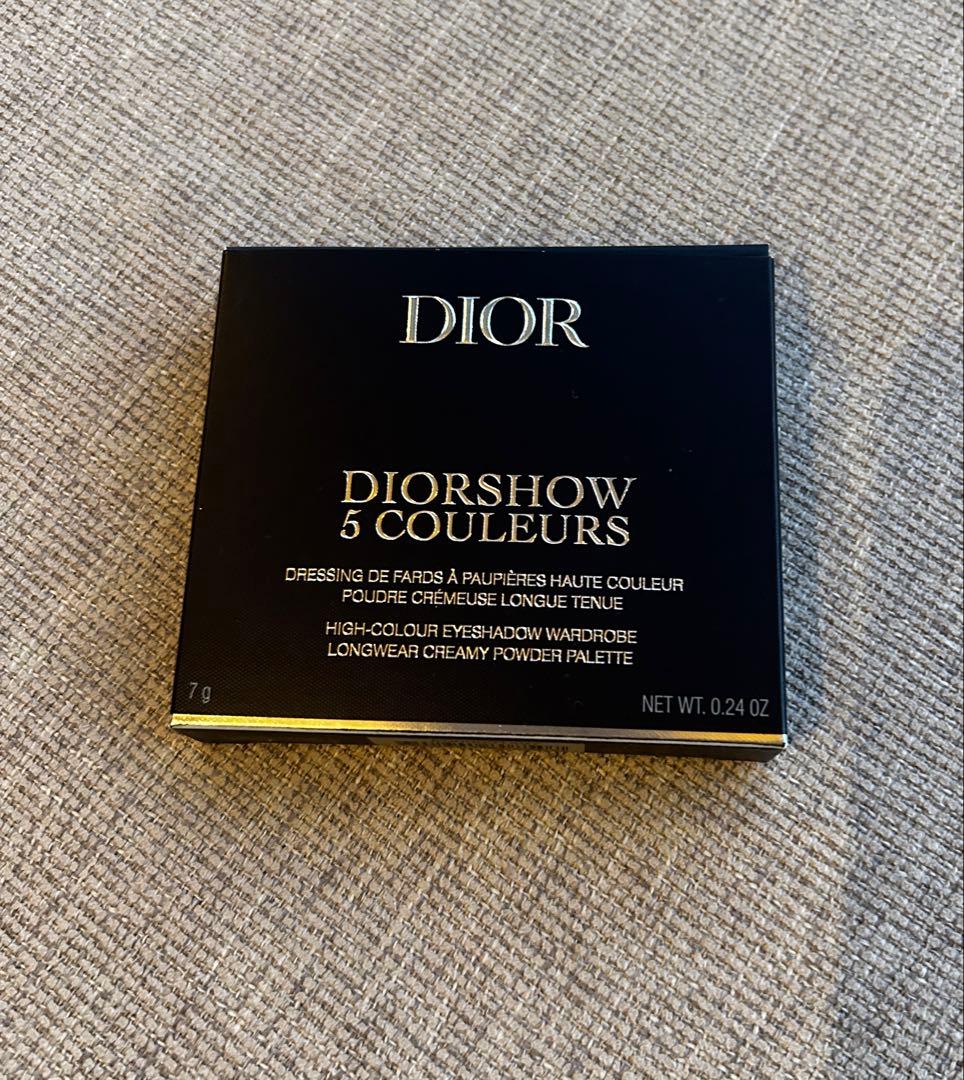 DIOR
DIORSHOW
5 COULEURS
DRESSING DE FARDS À PAUPIÈRES HAUTE COULEUR
POUDRE CRÉMEUSE LONGUE TENUE
HIGH-COLOUR EYESHADOW WARDROBE
LONGWEAR CREAMY POWDER PALETTE
7 g
NET WT. 0.24 OZ